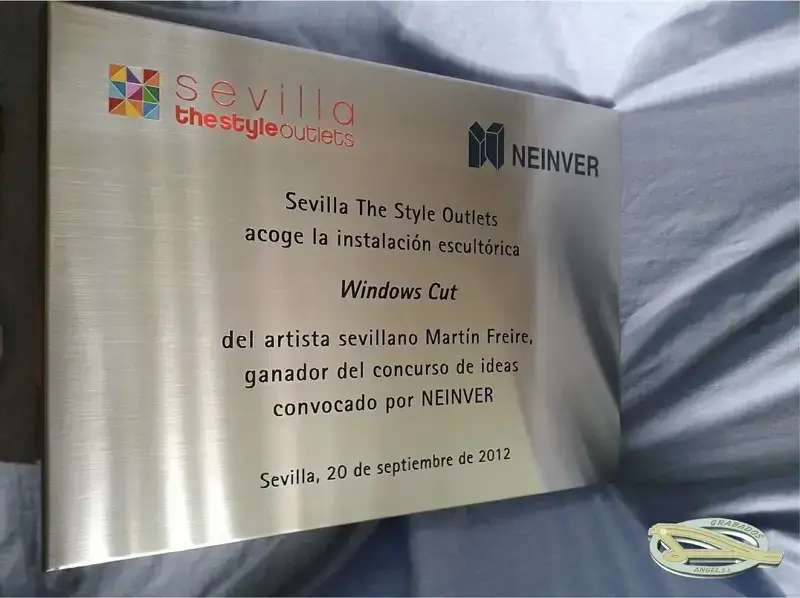 sevilla
thestyleoutlets
NEINVER
Sevilla The Style Outlets
acoge la instalación escultórica
Windows Cut
del artista sevillano Martín Freire,
ganador del concurso de ideas
convocado por NEINVER
Sevilla, 20 de septiembre de 2012
GRABADOS
ANGEL S.L.